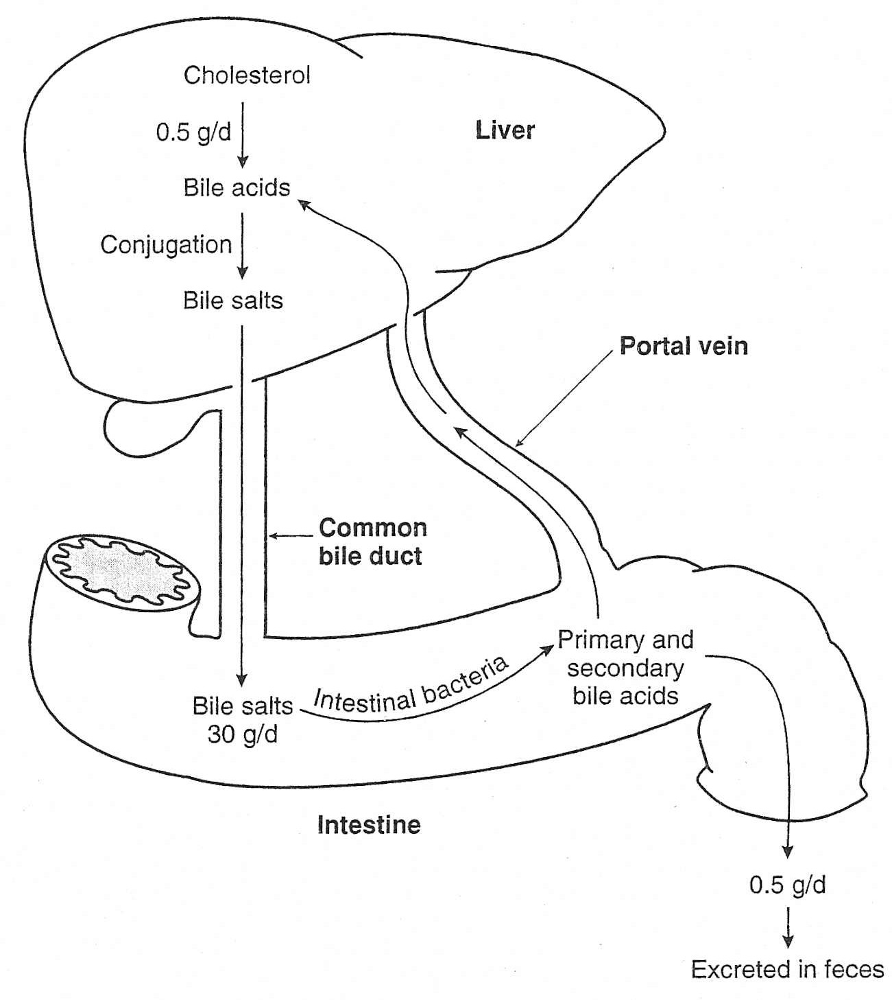 Cholesterol
0.5 g/d
Liver
Bile acids
Conjugation
Bile salts
Portal vein
Common
bile duct
Primary and
secondary
bile acids
Intestinal bacteria
Bile salts
30 g/d
Intestine
0.5 g/d
Excreted in feces